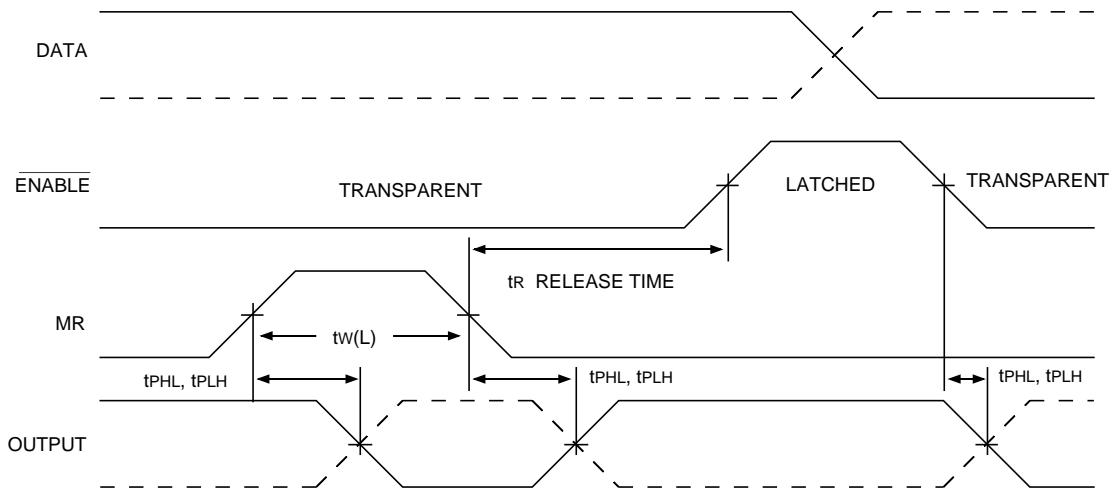 DATA
ENABLE
TRANSPARENT
LATCHED
TRANSPARENT
tR RELEASE TIME
MR
tW(L)
tPHL, tPLH
tPHL, tPLH
tPHL, tPLH
OUTPUT